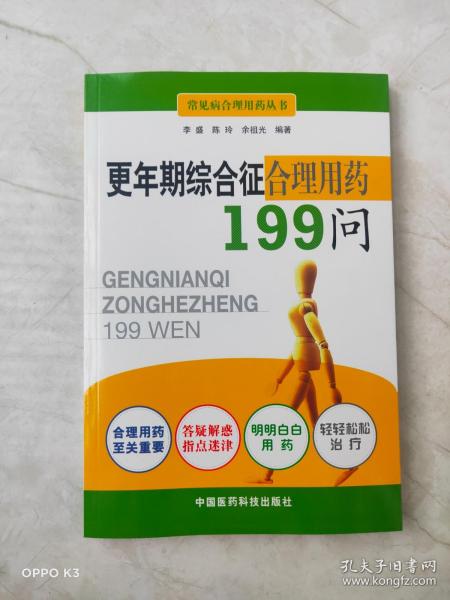 常见病合理用药丛书
李盛 陈玲 余祖光 编著
更年期综合征合理用药
199问
GENGNIANQI
ZONGHEZHENG
199 WEN
合理用药
至关重要
答疑解惑
指点迷津
明明白白
用药
轻轻松松
治疗
中国医药科技出版社
OPPO K3
孔夫子旧书网
www.kongfz.com